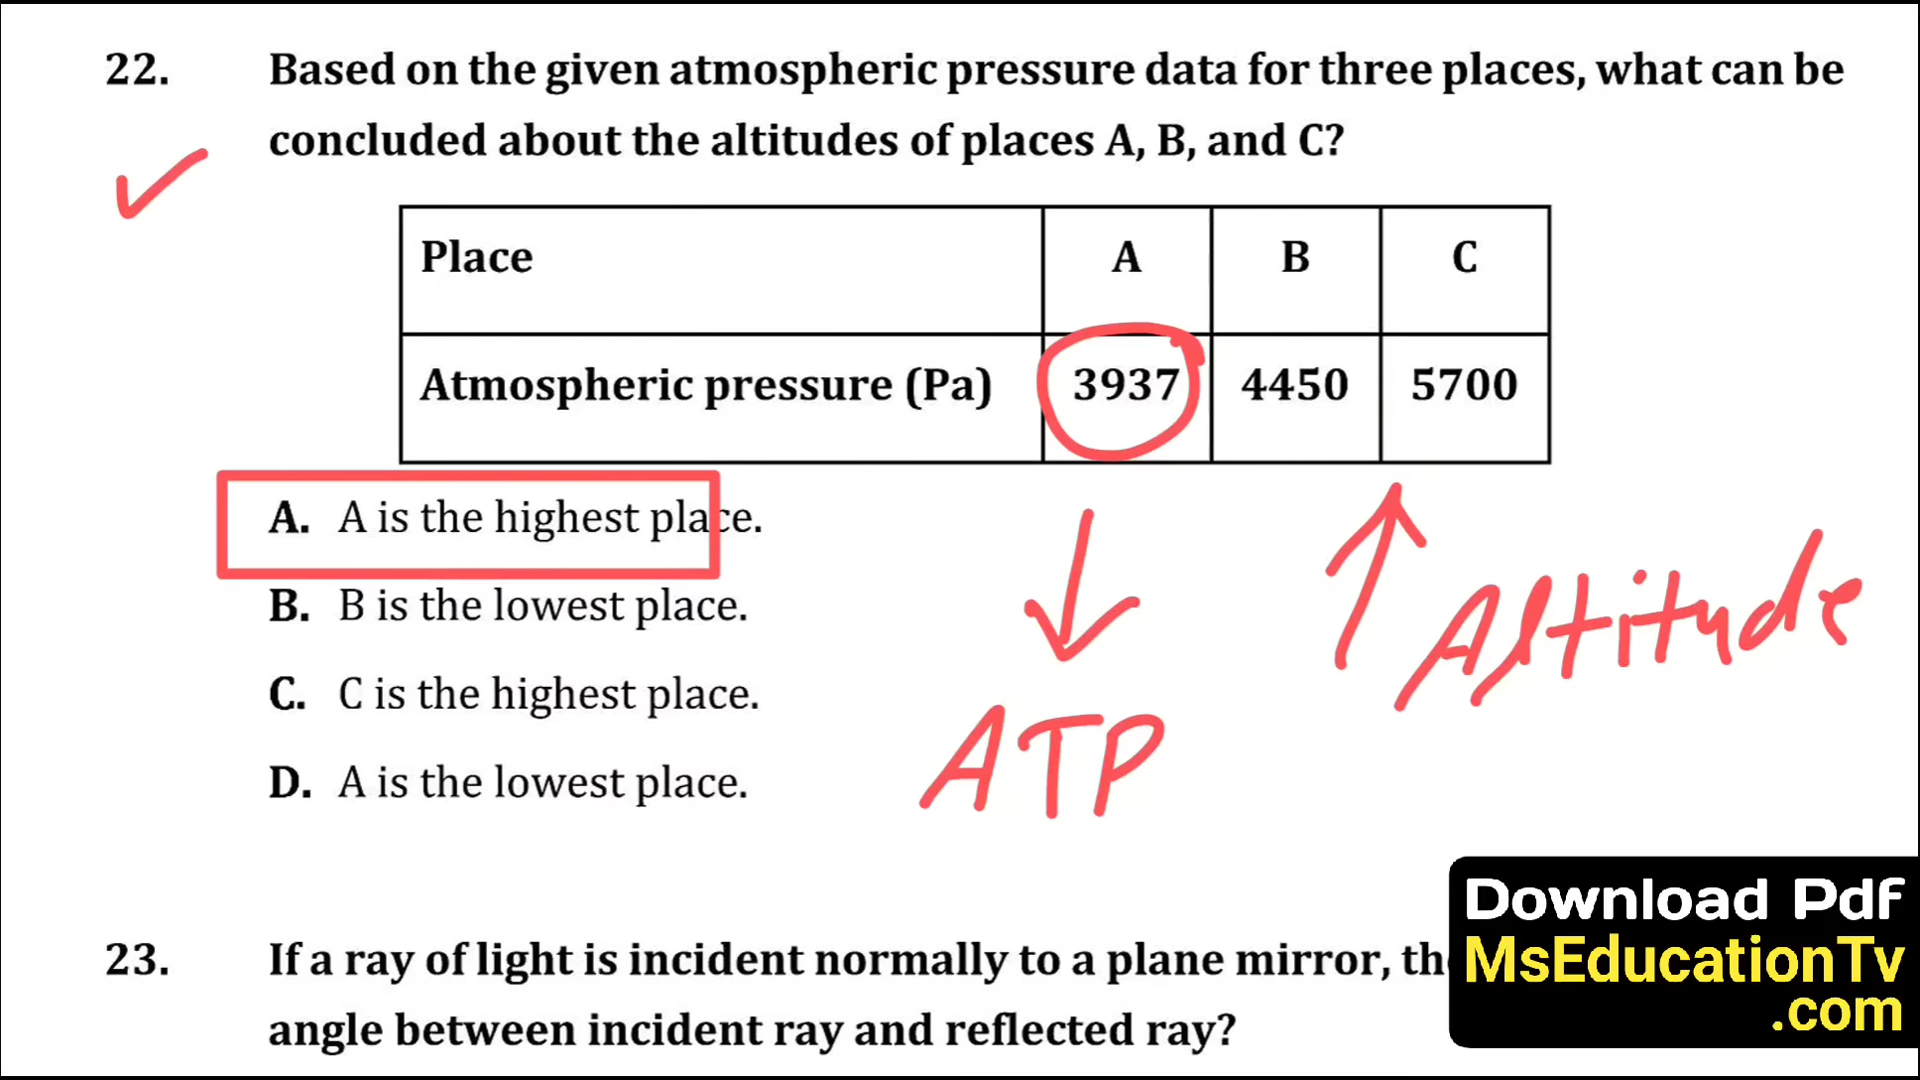 22. Based on the given atmospheric pressure data for three places, what can be
concluded about the altitudes of places A, B, and C?
Place A B C
Atmospheric pressure (Pa) 3937 4450 5700
A. A is the highest place.
B. B is the lowest place.
C. C is the highest place.
D. A is the lowest place.
Altitude
ATP
23. If a ray of light is incident normally to a plane mirror, th
angle between incident ray and reflected ray?
Download Pdf
MsEducationTv
.com